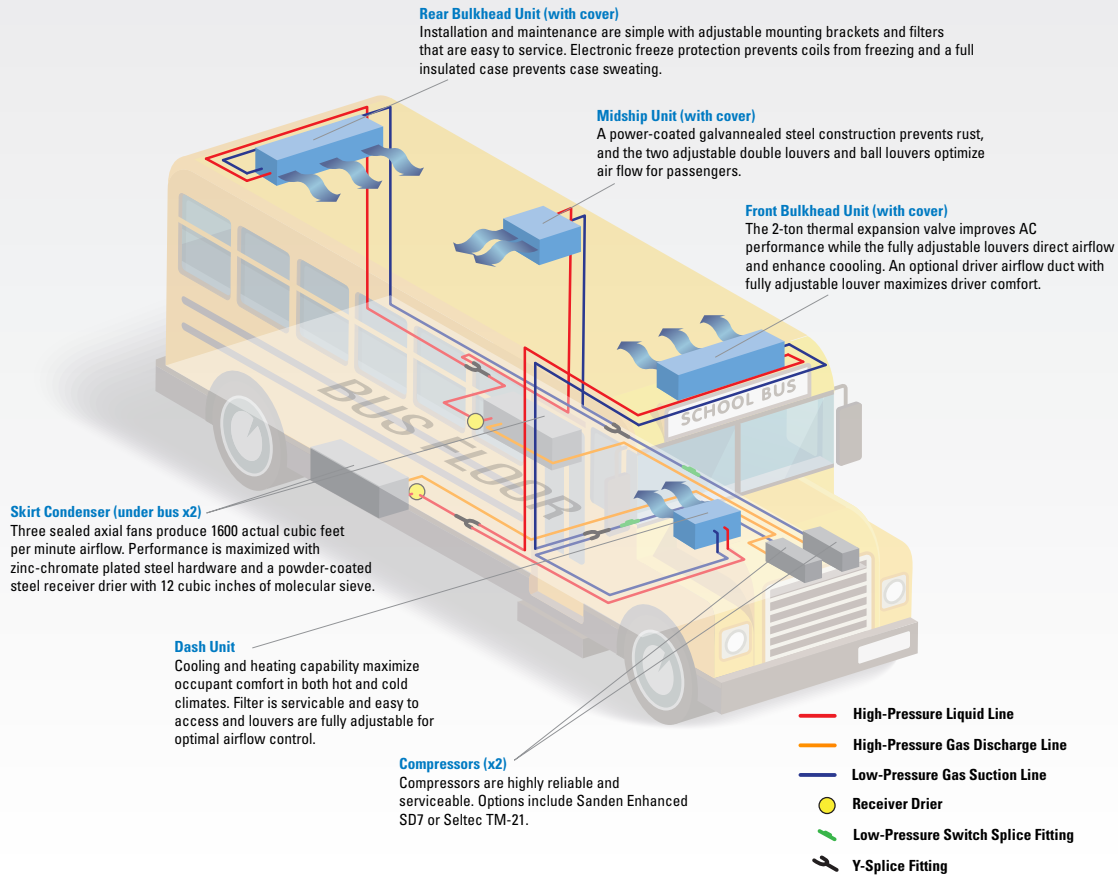 Rear Bulkhead Unit (with cover)
Installation and maintenance are simple with adjustable mounting brackets and filters
that are easy to service. Electronic freeze protection prevents coils from freezing and a full
insulated case prevents case sweating.
Midship Unit (with cover)
A power-coated galvannealed steel construction prevents rust,
and the two adjustable double louvers and ball louvers optimize
air flow for passengers.
Front Bulkhead Unit (with cover)
The 2-ton thermal expansion valve improves AC
performance while the fully adjustable louvers direct airflow
and enhance coooling. An optional driver airflow duct with
fully adjustable louver maximizes driver comfort.
SCHOOL BUS
BUS FLOOR
Skirt Condenser (under bus x2)
Three sealed axial fans produce 1600 actual cubic feet
per minute airflow. Performance is maximized with
zinc-chromate plated steel hardware and a powder-coated
steel receiver drier with 12 cubic inches of molecular sieve.
Dash Unit
Cooling and heating capability maximize
occupant comfort in both hot and cold
climates. Filter is servicable and easy to
access and louvers are fully adjustable for
optimal airflow control.
Compressors (x2)
Compressors are highly reliable and
serviceable. Options include Sanden Enhanced
SD7 or Seltec TM-21.
High-Pressure Liquid Line
High-Pressure Gas Discharge Line
Low-Pressure Gas Suction Line
Receiver Drier
Low-Pressure Switch Splice Fitting
Y-Splice Fitting